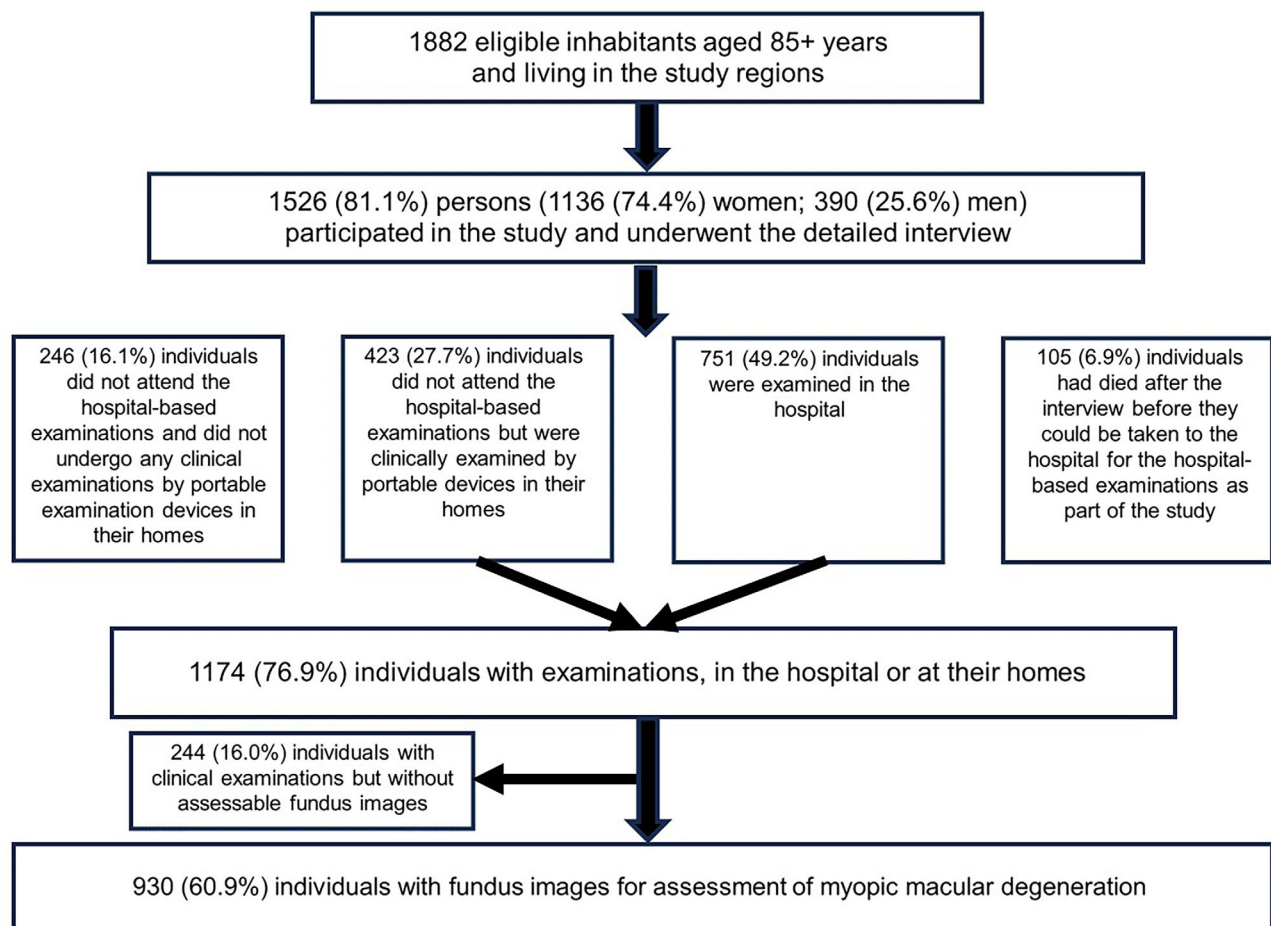 1882 eligible inhabitants aged 85+ years
and living in the study regions
1526 (81.1%) persons (1136 (74.4%) women; 390 (25.6%) men)
participated in the study and underwent the detailed interview
246 (16.1%) individuals
did not attend the
hospital-based
examinations and did not
undergo any clinical
examinations by portable
examination devices in
their homes
423 (27.7%) individuals
did not attend the
hospital-based
examinations but were
clinically examined by
portable devices in their
homes
751 (49.2%) individuals
were examined in the
hospital
105 (6.9%) individuals
had died after the
interview before they
could be taken to the
hospital for the hospital-
based examinations as
part of the study
1174 (76.9%) individuals with examinations, in the hospital or at their homes
244 (16.0%) individuals with
clinical examinations but without
assessable fundus images
930 (60.9%) individuals with fundus images for assessment of myopic macular degeneration